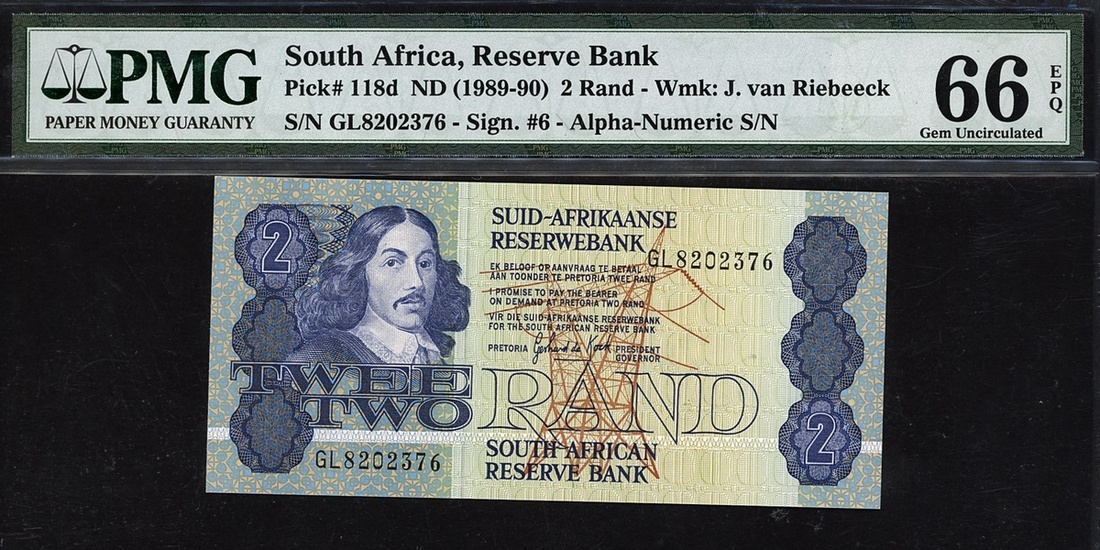 PMG
PAPER MONEY GUARANTY
South Africa, Reserve Bank
Pick# 118d ND (1989-90) 2 Rand - Wmk: J. van Riebeeck
S/N GL8202376 - Sign. #6 - Alpha-Numeric S/N
66
EPQ
Gem Uncirculated
2
SUID-AFRIKAANSE
RESERWEBANK
GL8202376
EK BELOOF OP AANVRAAG TE BETAAL
AAN TOONDER TE PRETORIA TWEE RAND
I PROMISE TO PAY THE BEARER
ON DEMAND AT PRETORIA TWO RAND
VIR DIE SUID-AFRIKAANSE RESERWEBANK
FOR THE SOUTH AFRICAN RESERVE BANK
PRETORIA Gerhard de Kock PRESIDENT
GOVERNOR
TWEE
TWO
RAND
2
GL8202376
SOUTH AFRICAN
RESERVE BANK